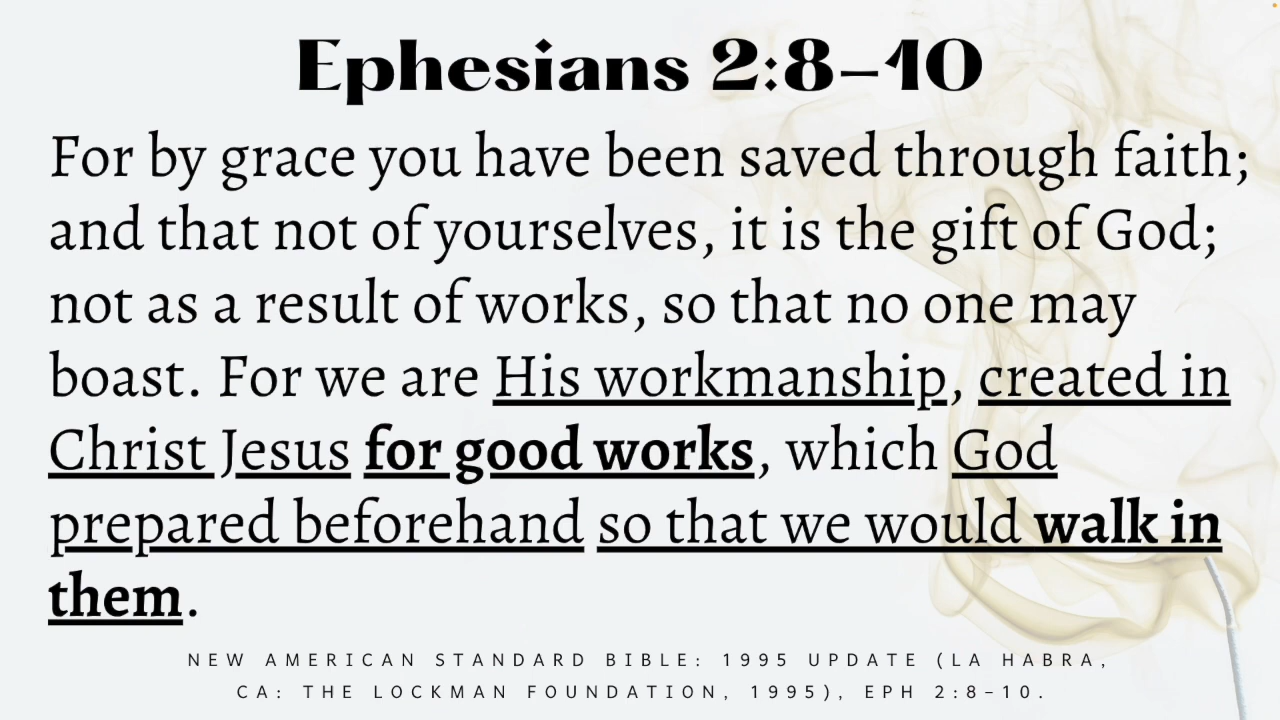 Ephesians 2:8–10
For by grace you have been saved through faith;
and that not of yourselves, it is the gift of God;
not as a result of works, so that no one may
boast. For we are His workmanship, created in
Christ Jesus for good works, which God
prepared beforehand so that we would walk in
them.
NEW AMERICAN STANDARD BIBLE: 1995 UPDATE (LA HABRA,
CA: THE LOCKMAN FOUNDATION, 1995), EPH 2:8–10.